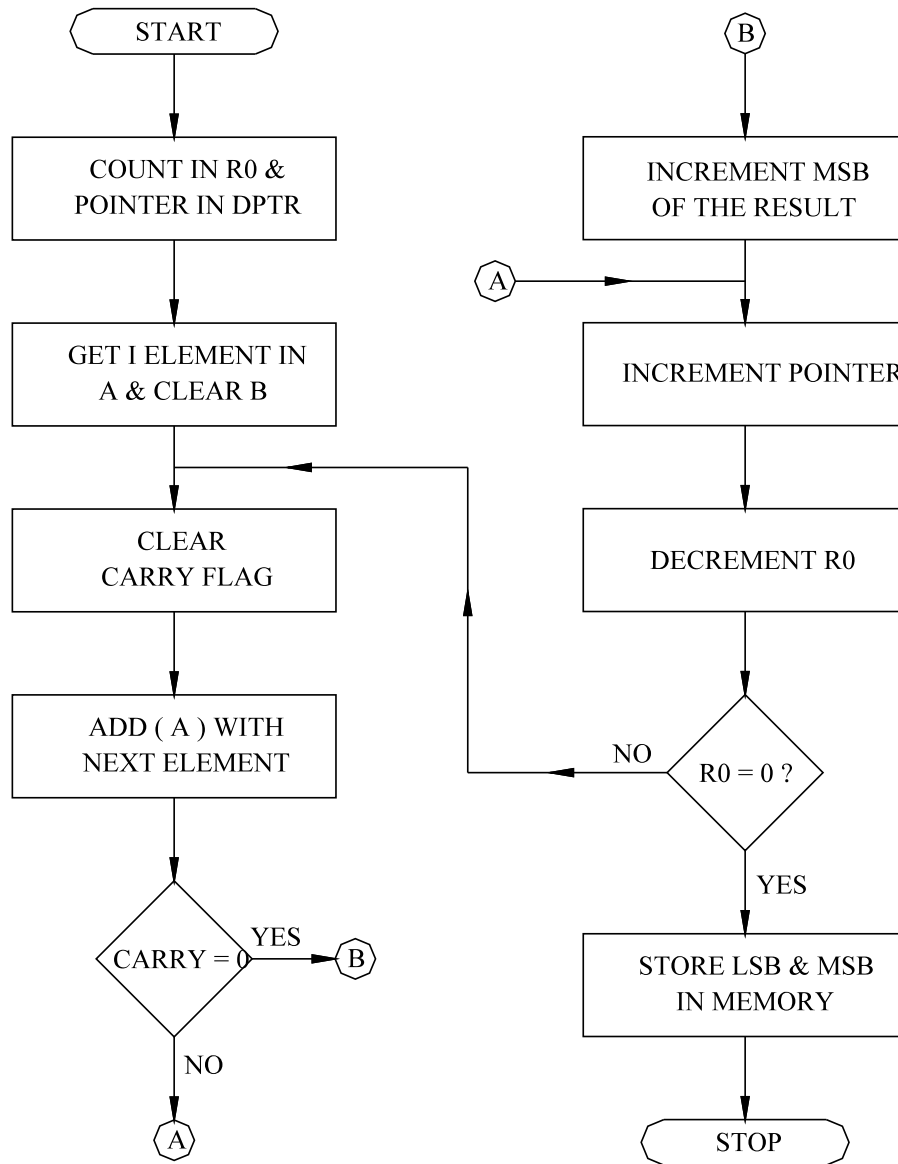 START
COUNT IN R0 &
POINTER IN DPTR
GET I ELEMENT IN
A & CLEAR B
CLEAR
CARRY FLAG
ADD ( A ) WITH
NEXT ELEMENT
CARRY = 0
YES
B
NO
A
B
INCREMENT MSB
OF THE RESULT
A
INCREMENT POINTER
DECREMENT R0
NO
R0 = 0 ?
YES
STORE LSB & MSB
IN MEMORY
STOP